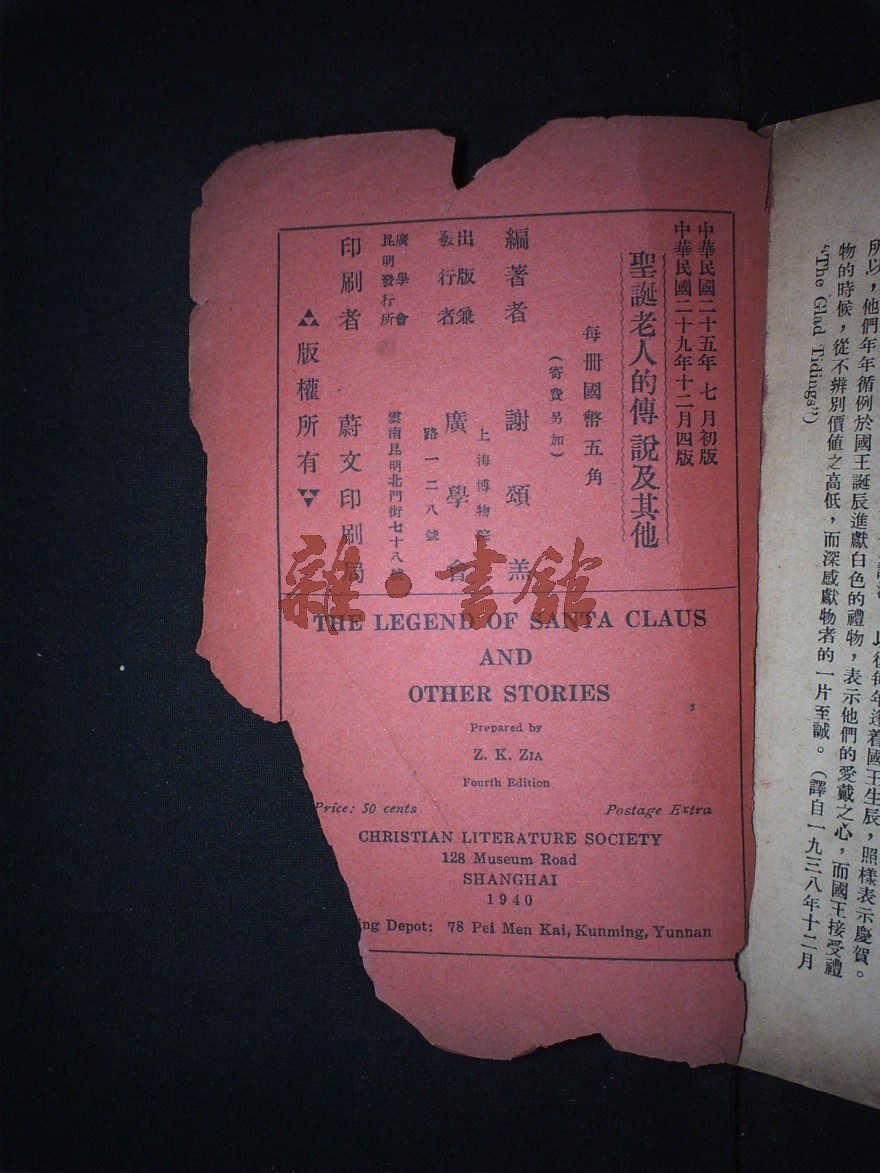 中華民國二十五年 七月初版
中華民國二十九年十二月四版
聖誕老人的傳說及其他
每冊國幣五角
（寄費另加）
編著者 謝頌羔
出版兼發行者 廣學會
上海博物院路一二八號
廣學會昆明發行所 雲南昆明北門街七十八號
印刷者 蔚文印刷局
版權所有
THE LEGEND OF SANTA CLAUS
AND
OTHER STORIES
Prepared by
Z. K. ZIA
Fourth Edition
Price: 50 cents Postage Extra
CHRISTIAN LITERATURE SOCIETY
128 Museum Road
SHANGHAI
1940
ing Depot: 78 Pei Men Kai, Kunming, Yunnan
以後每年逢着國王生辰，照樣表示慶賀。
所以，他們年年循例於國王誕辰進獻白色的禮物，表示他們的愛戴之心，而國王接受禮
物的時候，從不辨別價值之高低，而深感獻物者的一片至誠。（譯自一九三八年十二月
“The Glad Tidings”）
雜·書館